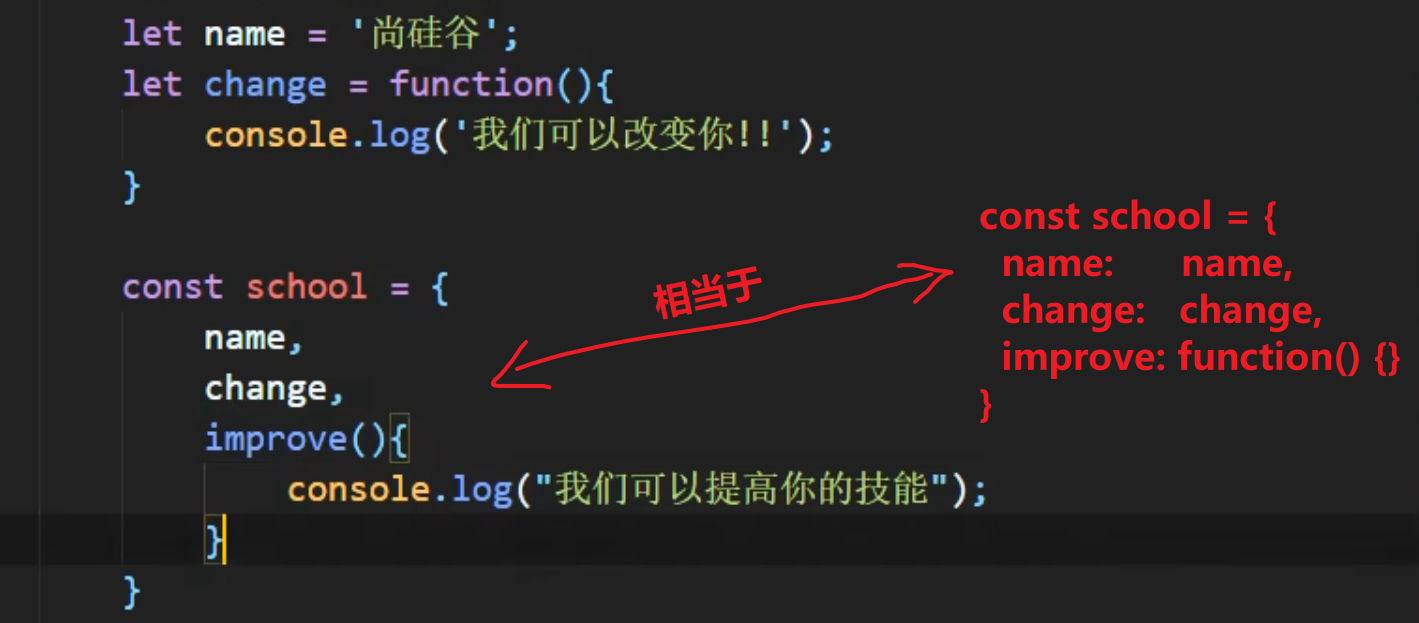 let name = '尚硅谷';
let change = function(){
console.log('我们可以改变你!!');
}
const school = {
name,
change,
improve(){
console.log("我们可以提高你的技能");
}
}
相当于
const school = {
name: name,
change: change,
improve: function() {}
}